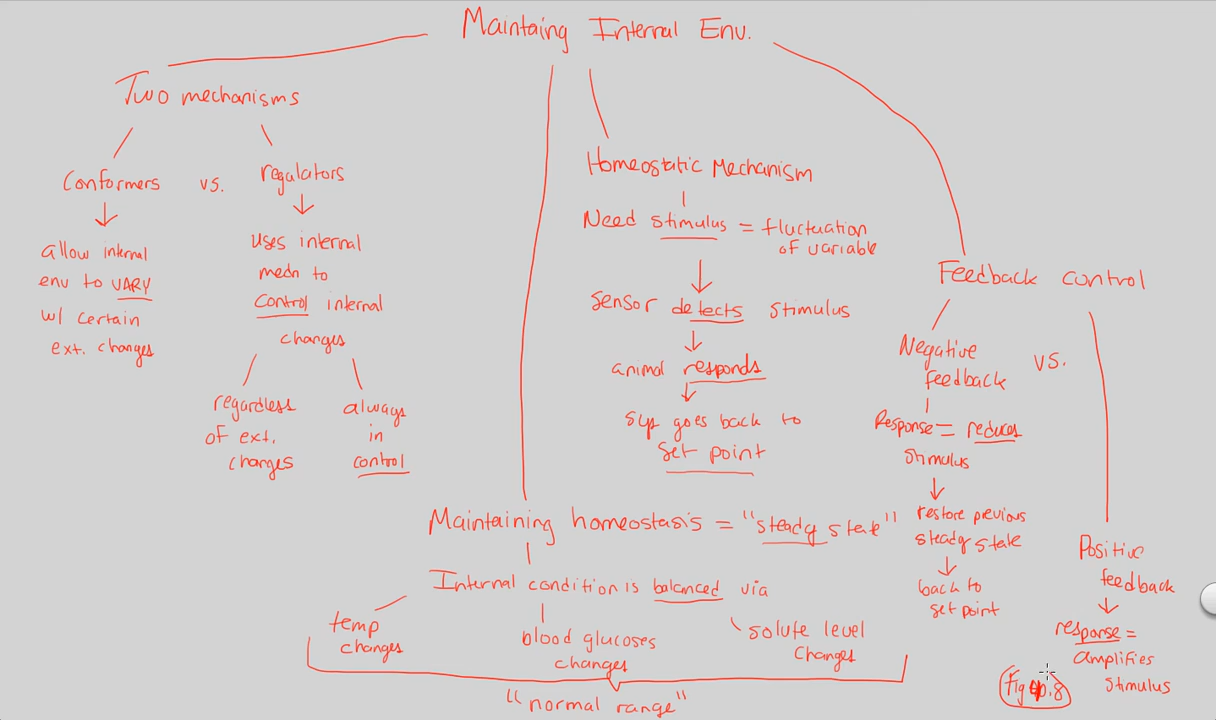 Maintaing Internal Env.
Two mechanisms
Conformers vs. regulators
allow internal
env to VARY
w/ certain
ext. changes
uses internal
mechn to
control internal
changes
regardless
of ext.
changes
always
in
control
Homeostatic Mechanism
Need stimulus = fluctuation
of variable
Sensor detects stimulus
animal responds
sys goes back to
set point
Maintaining homeostasis = "steady state"
Internal condition is balanced via
temp
changes
blood glucoses
changes
solute level
changes
"normal range"
Feedback control
Negative
feedback
vs.
Response = reduces
stimulus
restore previous
steady state
back to
set point
Positive
feedback
response =
amplifies
stimulus